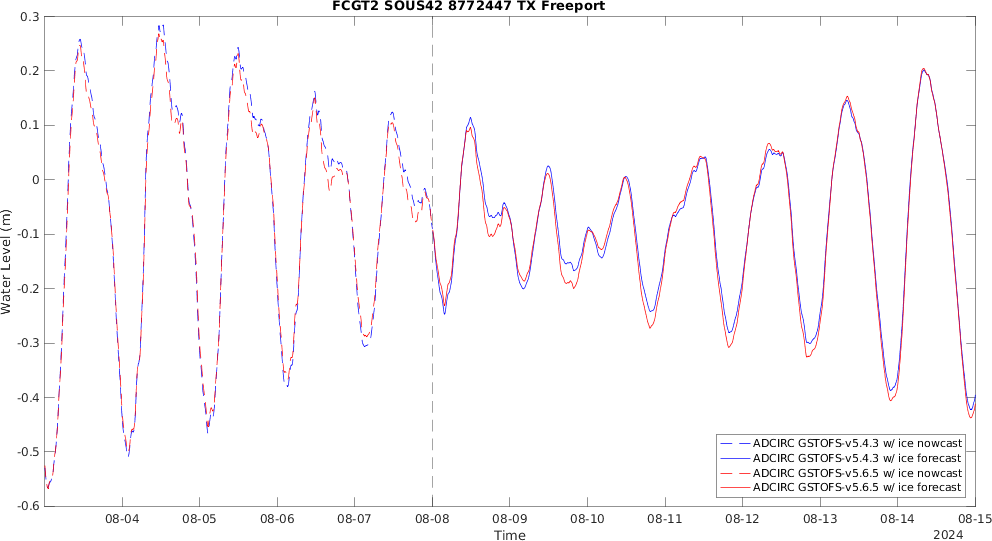 FCGT2 SOUS42 8772447 TX Freeport
Water Level (m)
0.3
0.2
0.1
0
-0.1
-0.2
-0.3
-0.4
-0.5
-0.6
ADCIRC GSTOFS-v5.4.3 w/ ice nowcast
ADCIRC GSTOFS-v5.4.3 w/ ice forecast
ADCIRC GSTOFS-v5.6.5 w/ ice nowcast
ADCIRC GSTOFS-v5.6.5 w/ ice forecast
08-04 08-05 08-06 08-07 08-08 08-09 08-10 08-11 08-12 08-13 08-14 08-15
Time
2024